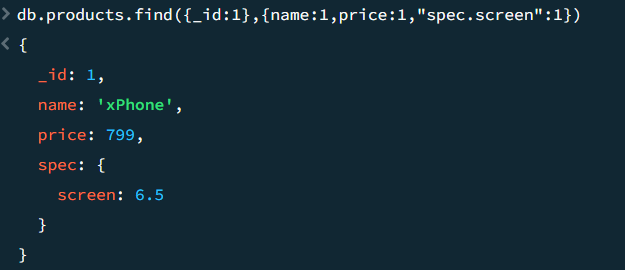 > db.products.find({_id:1},{name:1,price:1,"spec.screen":1})
< {
_id: 1,
name: 'xPhone',
price: 799,
spec: {
screen: 6.5
}
}